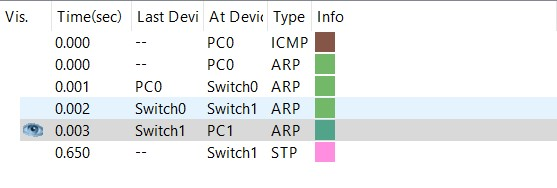 Vis. Time(sec) Last Devi At Devic Type Info
0.000 -- PC0 ICMP
0.000 -- PC0 ARP
0.001 PC0 Switch0 ARP
0.002 Switch0 Switch1 ARP
0.003 Switch1 PC1 ARP
0.650 -- Switch1 STP